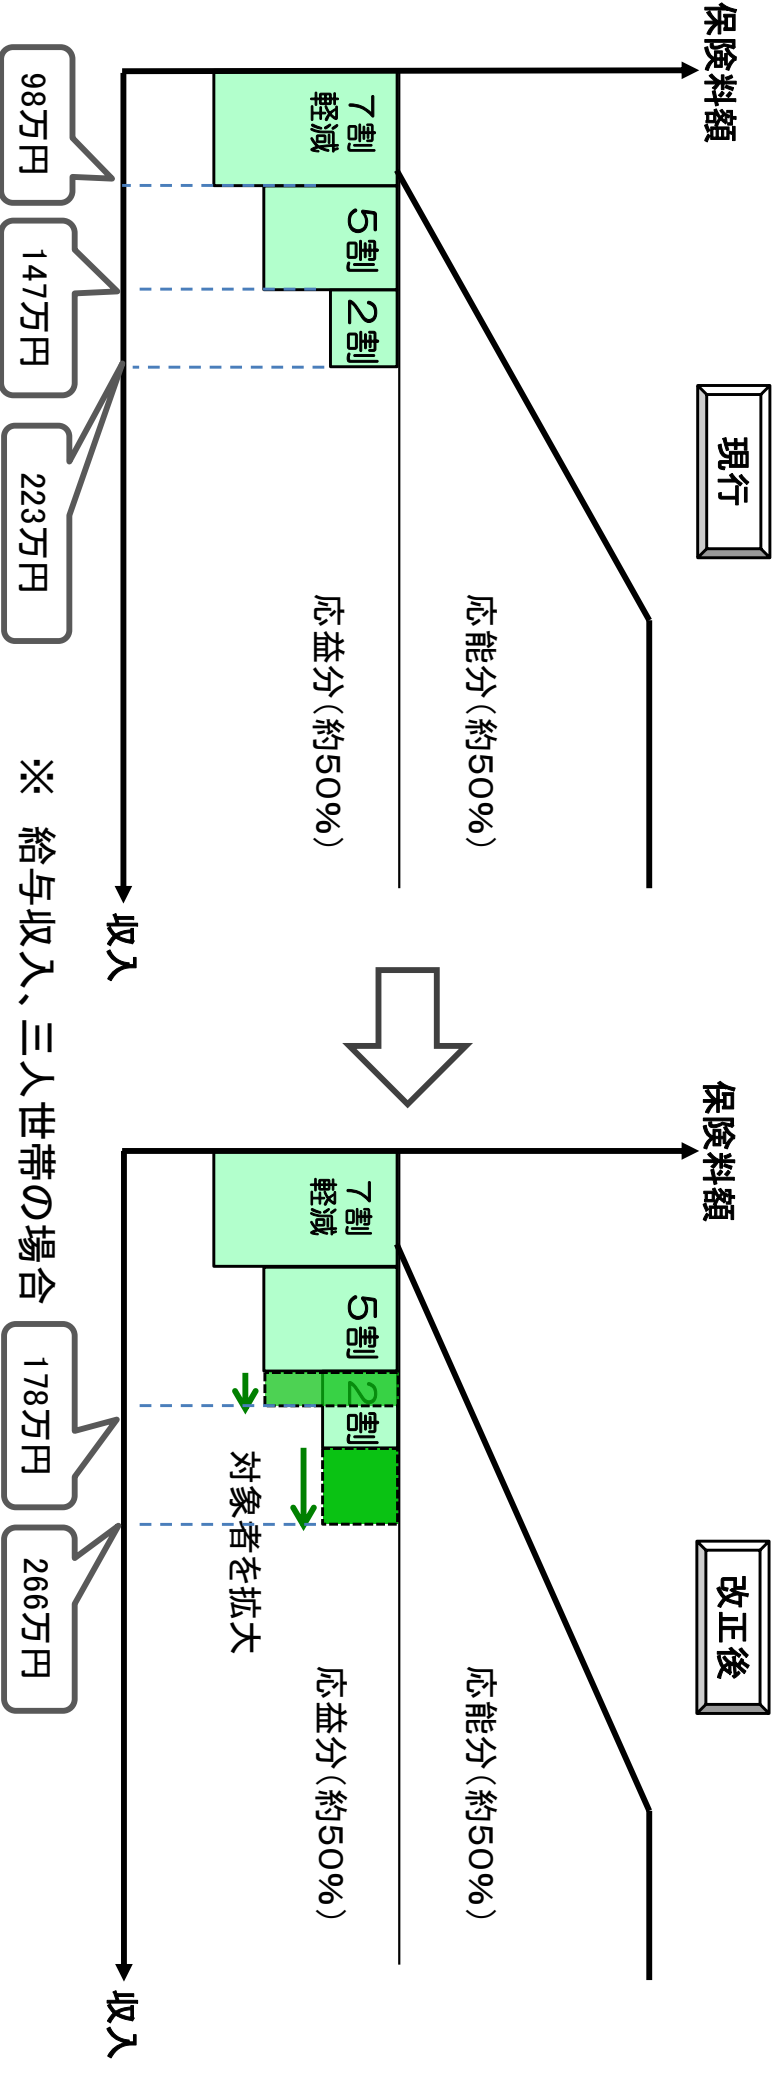 現行
保険料額
7割
軽減
5割
2割
応能分(約50%)
応益分(約50%)
収入
98万円
147万円
223万円
※ 給与収入、三人世帯の場合
改正後
保険料額
7割
軽減
5割
2割
応能分(約50%)
応益分(約50%)
対象者を拡大
収入
178万円
266万円